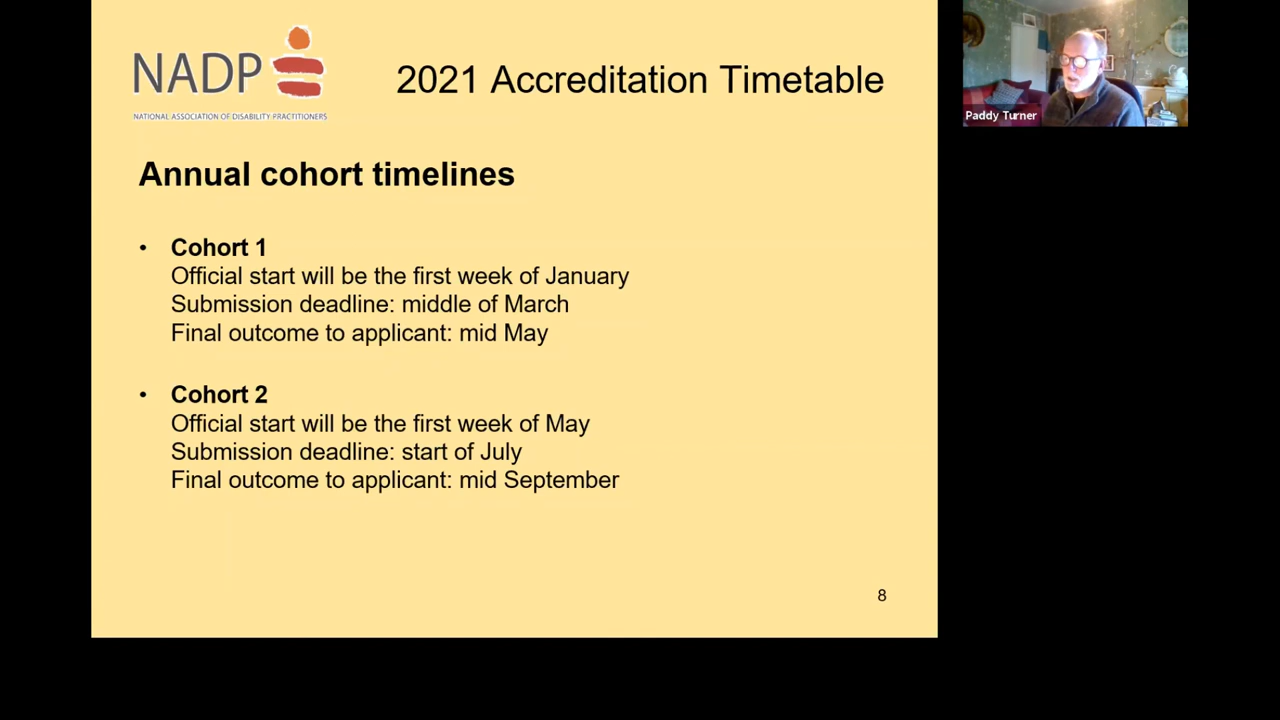 NADP
NATIONAL ASSOCIATION OF DISABILITY PRACTITIONERS
2021 Accreditation Timetable
Paddy Turner
Annual cohort timelines
• Cohort 1
Official start will be the first week of January
Submission deadline: middle of March
Final outcome to applicant: mid May
• Cohort 2
Official start will be the first week of May
Submission deadline: start of July
Final outcome to applicant: mid September
8